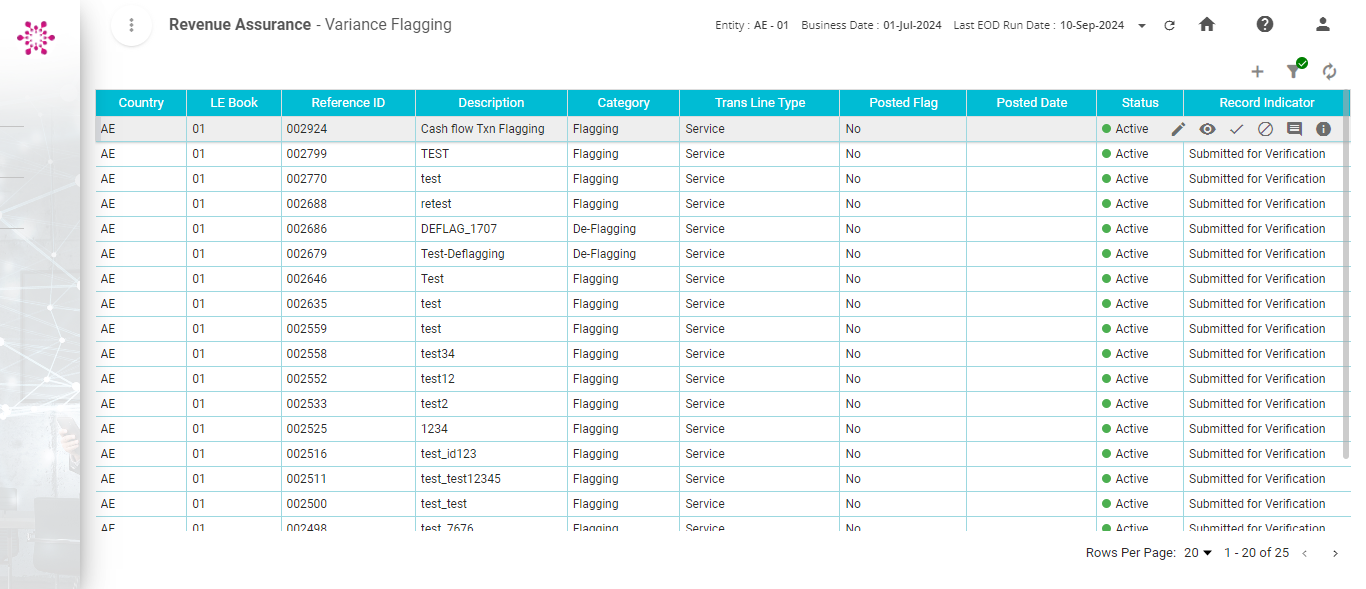 Revenue Assurance - Variance Flagging
Entity : AE - 01 Business Date : 01-Jul-2024 Last EOD Run Date : 10-Sep-2024
Country LE Book Reference ID Description Category Trans Line Type Posted Flag Posted Date Status Record Indicator
AE 01 002924 Cash flow Txn Flagging Flagging Service No Active
AE 01 002799 TEST Flagging Service No Active Submitted for Verification
AE 01 002770 test Flagging Service No Active Submitted for Verification
AE 01 002688 retest Flagging Service No Active Submitted for Verification
AE 01 002686 DEFLAG_1707 De-Flagging Service No Active Submitted for Verification
AE 01 002679 Test-Deflagging De-Flagging Service No Active Submitted for Verification
AE 01 002646 Test Flagging Service No Active Submitted for Verification
AE 01 002635 test Flagging Service No Active Submitted for Verification
AE 01 002559 test Flagging Service No Active Submitted for Verification
AE 01 002558 test34 Flagging Service No Active Submitted for Verification
AE 01 002552 test12 Flagging Service No Active Submitted for Verification
AE 01 002533 test2 Flagging Service No Active Submitted for Verification
AE 01 002525 1234 Flagging Service No Active Submitted for Verification
AE 01 002516 test_id123 Flagging Service No Active Submitted for Verification
AE 01 002511 test_test12345 Flagging Service No Active Submitted for Verification
AE 01 002500 test_test Flagging Service No Active Submitted for Verification
AE 01 002498 test_7676 Flagging Service No Active Submitted for Verification
Rows Per Page: 20 1 - 20 of 25